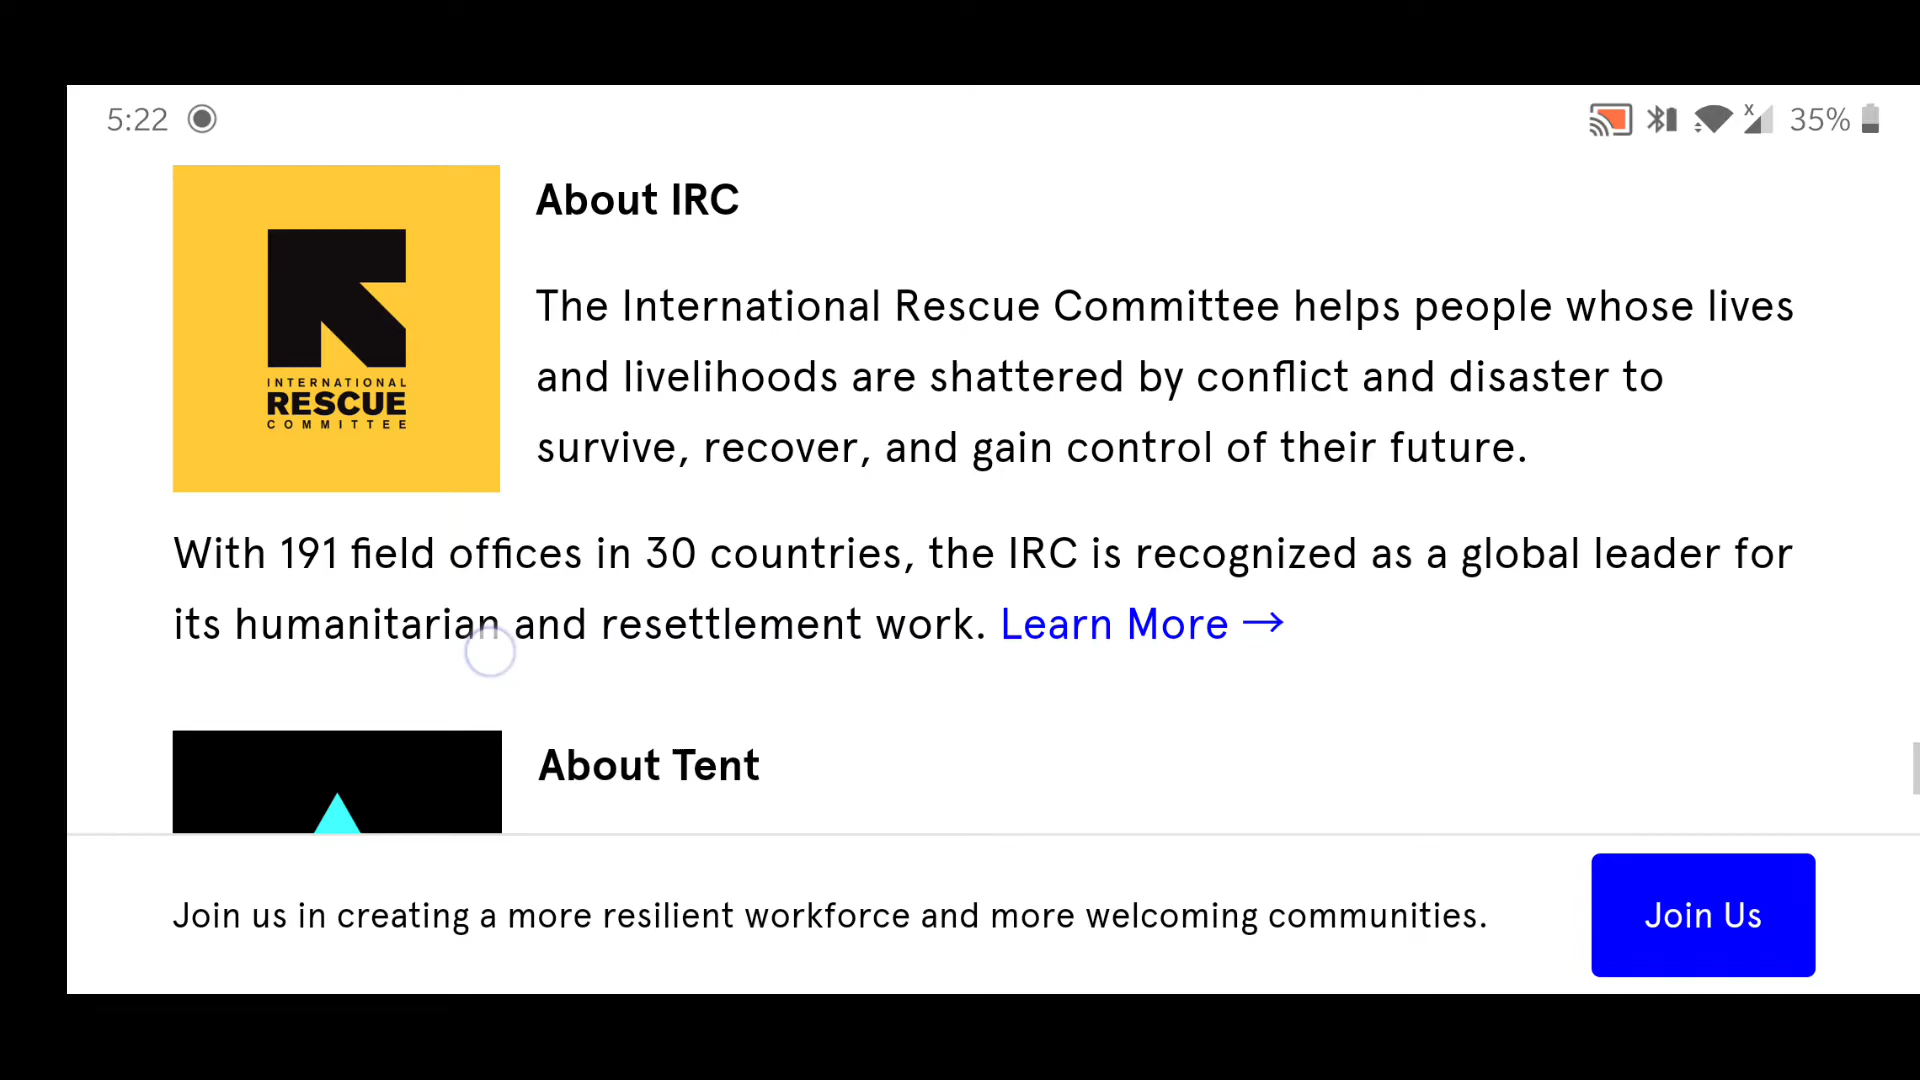 5:22
35%
INTERNATIONAL
RESCUE
COMMITTEE
About IRC
The International Rescue Committee helps people whose lives
and livelihoods are shattered by conflict and disaster to
survive, recover, and gain control of their future.
With 191 field offices in 30 countries, the IRC is recognized as a global leader for
its humanitarian and resettlement work. Learn More →
About Tent
Join us in creating a more resilient workforce and more welcoming communities.
Join Us